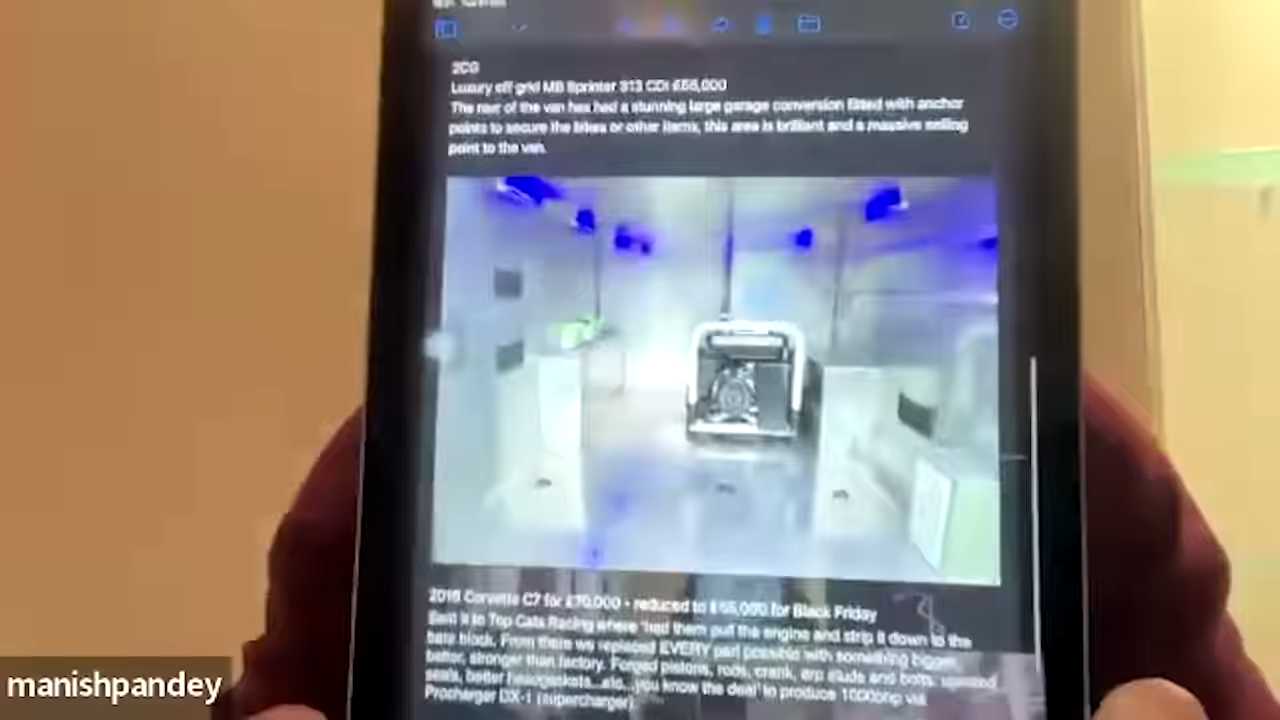 2CG
Luxury off grid MB Sprinter 313 CDI £55,000
The rear of the van has had a stunning large garage conversion fitted with anchor
points to secure the bikes or other items, this area is brilliant and a massive selling
point to the van.
2016 Corvette C7 for £70,000 - reduced to £55,000 for Black Friday
Sent it to Top Cats Racing where 'had them pull the engine and strip it down to the
bare block. From there we replaced EVERY part possible with something bigger,
better, stronger than factory. Forged pistons, rods, crank, arp studs and bolts, upgraded
seals, better headgaskets...etc...you know the deal' to produce 1000bhp via
Procharger DX-1 (supercharger).
manishpandey